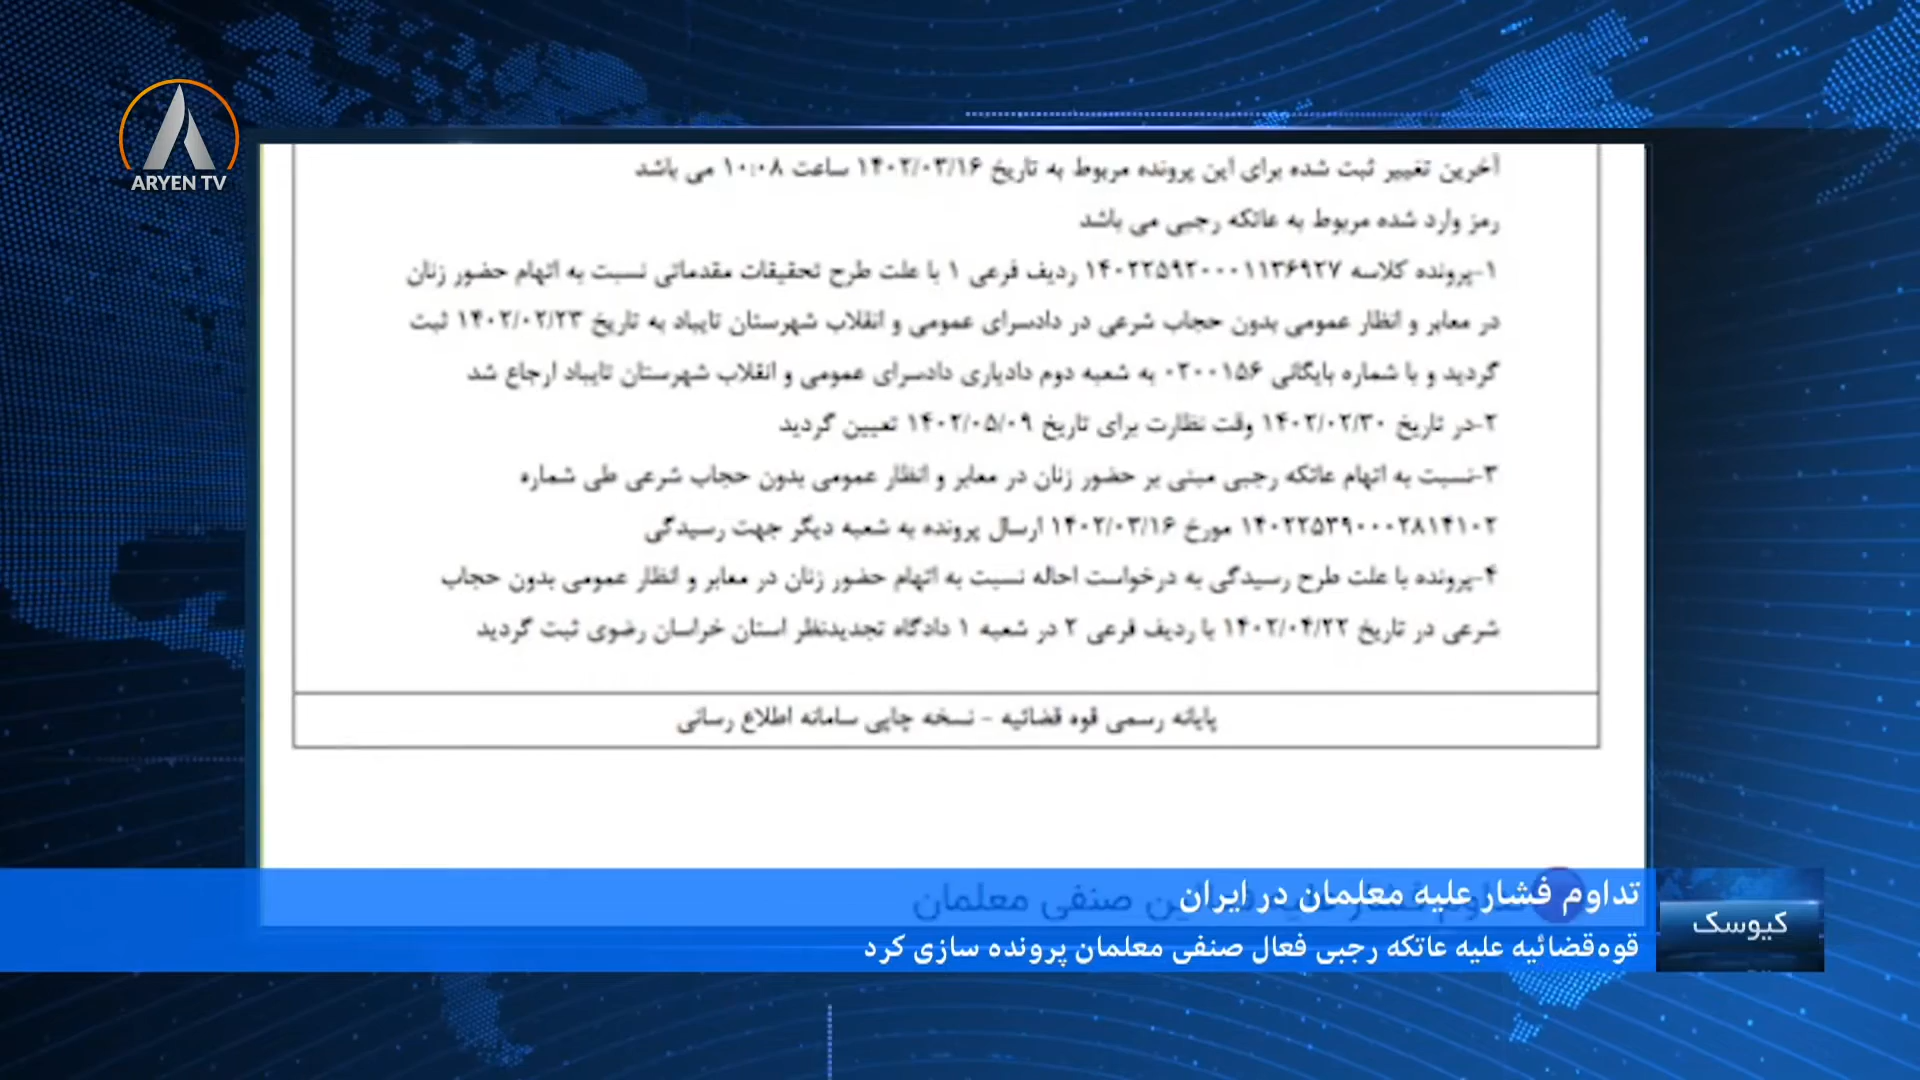 ARYEN TV
آخرین تغییر ثبت شده برای این پرونده مربوط به تاریخ ۱۴۰۲/۰۳/۱۶ ساعت ۱۰:۰۸ می باشد
رمز وارد شده مربوط به عاتکه رجبی می باشد
۱-پرونده کلاسه ۱۴۰۲۲۵۹۲۰۰۰۱۱۳۶۹۲۷ ردیف فرعی ۱ با علت طرح تحقیقات مقدماتی نسبت به اتهام حضور زنان
در معابر و انظار عمومی بدون حجاب شرعی در دادسرای عمومی و انقلاب شهرستان تایباد به تاریخ ۱۴۰۲/۰۲/۲۳ ثبت
گردید و با شماره بایگانی ۰۲۰۰۱۵۶ به شعبه دوم دادیاری دادسرای عمومی و انقلاب شهرستان تایباد ارجاع شد
۲-در تاریخ ۱۴۰۲/۰۲/۳۰ وقت نظارت برای تاریخ ۱۴۰۲/۰۵/۰۹ تعیین گردید
۳-نسبت به اتهام عاتکه رجبی مبنی بر حضور زنان در معابر و انظار عمومی بدون حجاب شرعی طی شماره
۱۴۰۲۲۵۳۹۰۰۰۲۸۱۴۱۰۲ مورخ ۱۴۰۲/۰۳/۱۶ ارسال پرونده به شعبه دیگر جهت رسیدگی
۴-پرونده با علت طرح رسیدگی به درخواست احاله نسبت به اتهام حضور زنان در معابر و انظار عمومی بدون حجاب
شرعی در تاریخ ۱۴۰۲/۰۴/۲۲ با ردیف فرعی ۲ در شعبه ۱ دادگاه تجدیدنظر استان خراسان رضوی ثبت گردید
پایانه رسمی قوه قضائیه - نسخه چاپی سامانه اطلاع رسانی
تداوم فشار علیه معلمان در ایران
صنفی معلمان
قوه‌قضائیه علیه عاتکه رجبی فعال صنفی معلمان پرونده سازی کرد
کیوسک